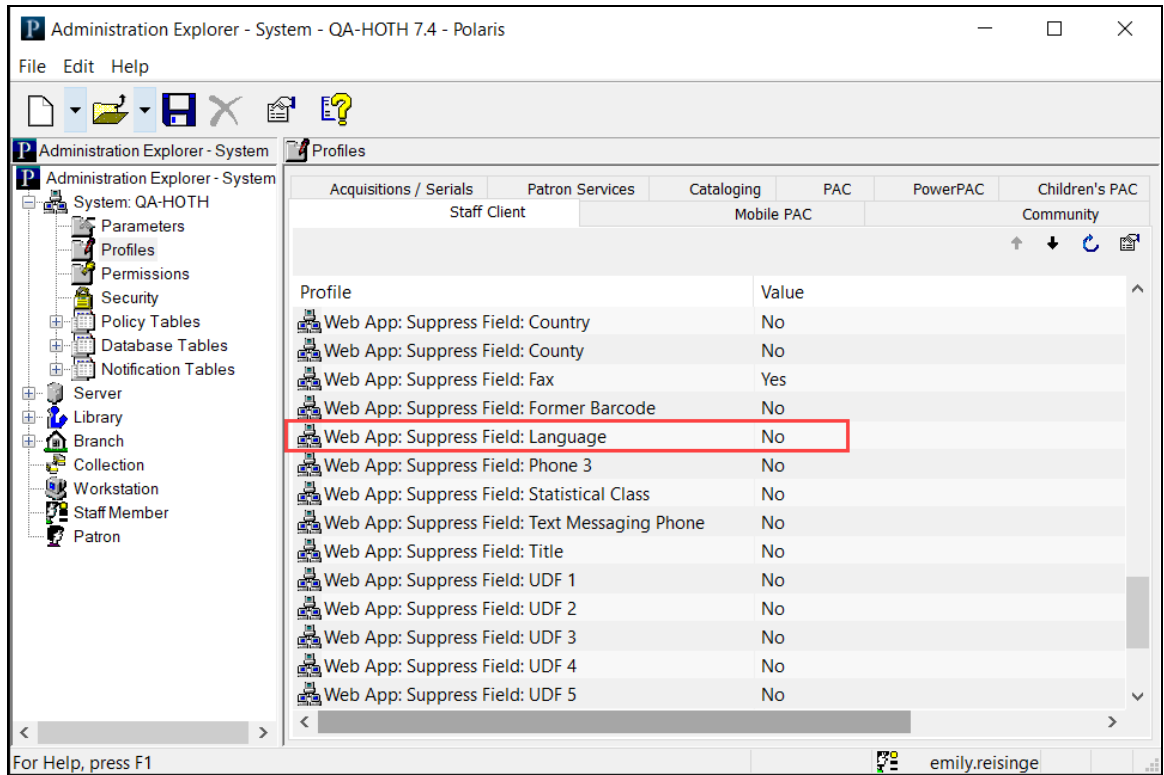 Administration Explorer - System - QA-HOTH 7.4 - Polaris
File Edit Help
Administration Explorer - System
Profiles
Administration Explorer - System
System: QA-HOTH
Parameters
Profiles
Permissions
Security
Policy Tables
Database Tables
Notification Tables
Server
Library
Branch
Collection
Workstation
Staff Member
Patron
Acquisitions / Serials Patron Services Cataloging PAC PowerPAC Children's PAC
Staff Client Mobile PAC Community
Profile Value
Web App: Suppress Field: Country No
Web App: Suppress Field: County No
Web App: Suppress Field: Fax Yes
Web App: Suppress Field: Former Barcode No
Web App: Suppress Field: Language No
Web App: Suppress Field: Phone 3 No
Web App: Suppress Field: Statistical Class No
Web App: Suppress Field: Text Messaging Phone No
Web App: Suppress Field: Title No
Web App: Suppress Field: UDF 1 No
Web App: Suppress Field: UDF 2 No
Web App: Suppress Field: UDF 3 No
Web App: Suppress Field: UDF 4 No
Web App: Suppress Field: UDF 5 No
For Help, press F1 emily.reisinge